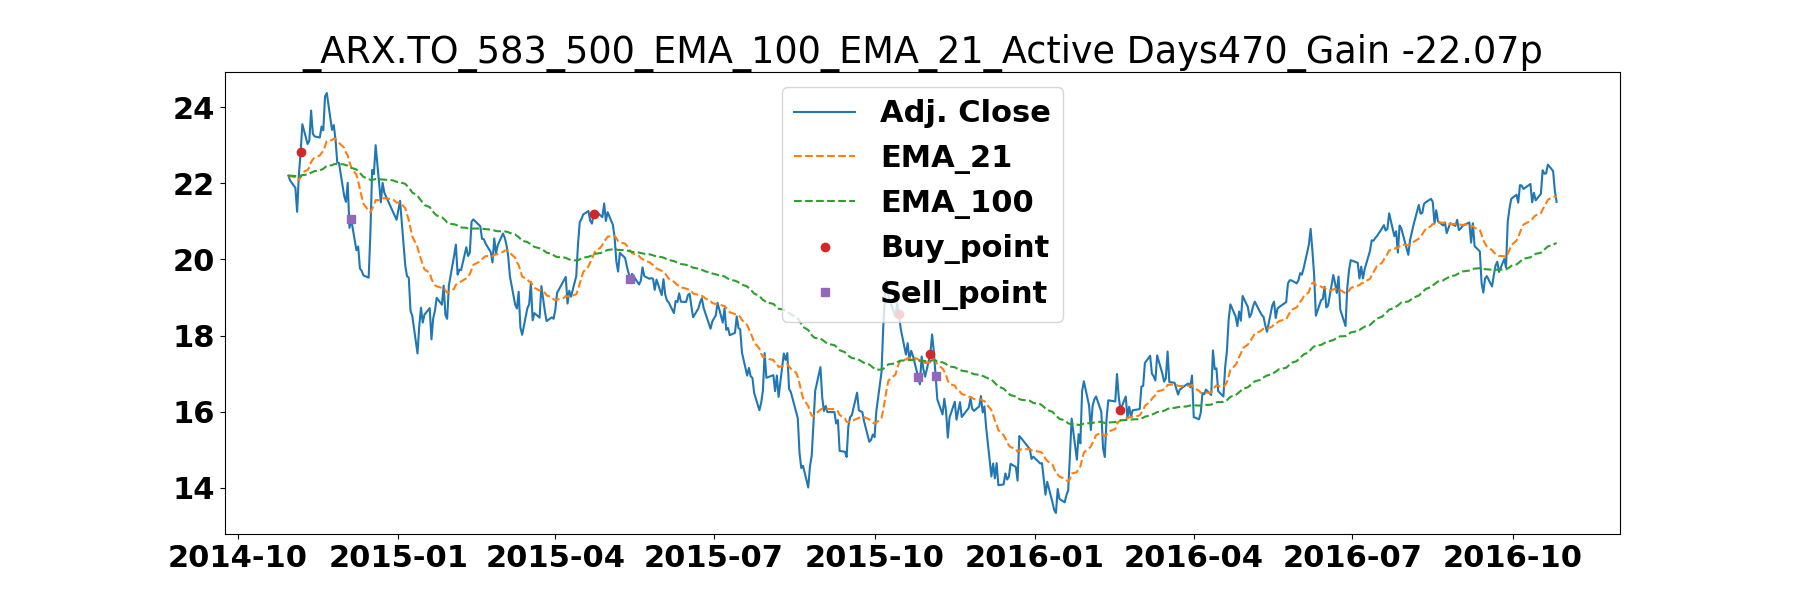 _ARX.TO_583_500_EMA_100_EMA_21_Active Days470_Gain -22.07p
Adj. Close
EMA_21
EMA_100
Buy_point
Sell_point
24
22
20
18
16
14
2014-10 2015-01 2015-04 2015-07 2015-10 2016-01 2016-04 2016-07 2016-10